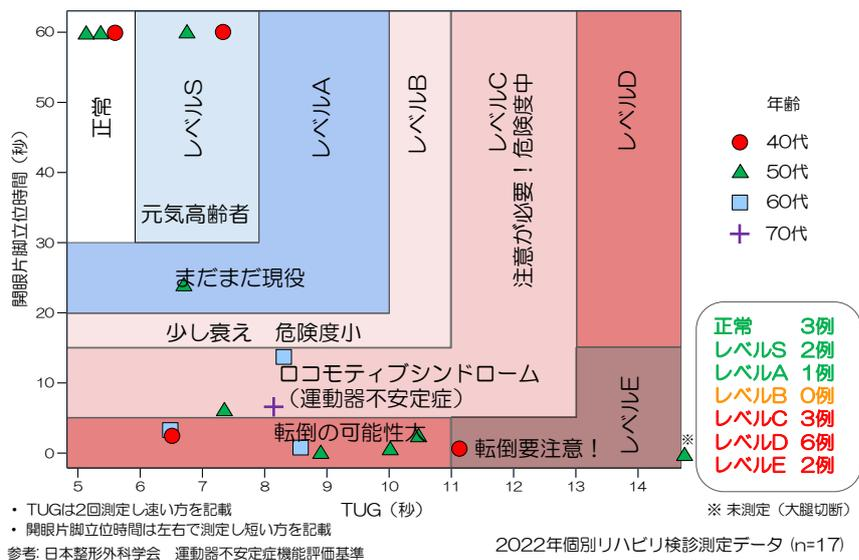 60
50
40
30
20
10
0
開眼片脚立位時間（秒）
正常
レベルS
レベルA
レベルB
レベルC
注意が必要！危険度中
レベルD
元気高齢者
まだまだ現役
少し衰え　危険度小
ロコモティブシンドローム
（運動器不安定症）
転倒の可能性大
転倒要注意！
レベルE
※
5 6 7 8 9 10 11 12 13 14
TUG（秒）
年齢
40代
50代
60代
70代
正常 3例
レベルS 2例
レベルA 1例
レベルB 0例
レベルC 3例
レベルD 6例
レベルE 2例
※ 未測定（大腿切断）
・ TUGは2回測定し速い方を記載
・ 開眼片脚立位時間は左右で測定し短い方を記載
参考: 日本整形外科学会　運動器不安定症機能評価基準
2022年個別リハビリ検診測定データ (n=17)